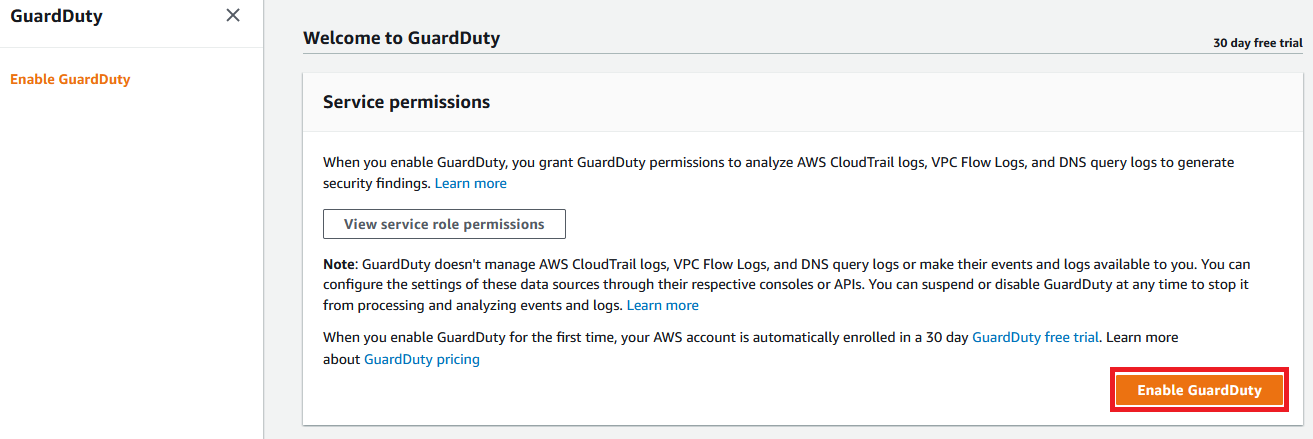 GuardDuty
Enable GuardDuty
Welcome to GuardDuty
30 day free trial
Service permissions
When you enable GuardDuty, you grant GuardDuty permissions to analyze AWS CloudTrail logs, VPC Flow Logs, and DNS query logs to generate
security findings. Learn more
View service role permissions
Note: GuardDuty doesn't manage AWS CloudTrail logs, VPC Flow Logs, and DNS query logs or make their events and logs available to you. You can
configure the settings of these data sources through their respective consoles or APIs. You can suspend or disable GuardDuty at any time to stop it
from processing and analyzing events and logs. Learn more
When you enable GuardDuty for the first time, your AWS account is automatically enrolled in a 30 day GuardDuty free trial. Learn more
about GuardDuty pricing
Enable GuardDuty